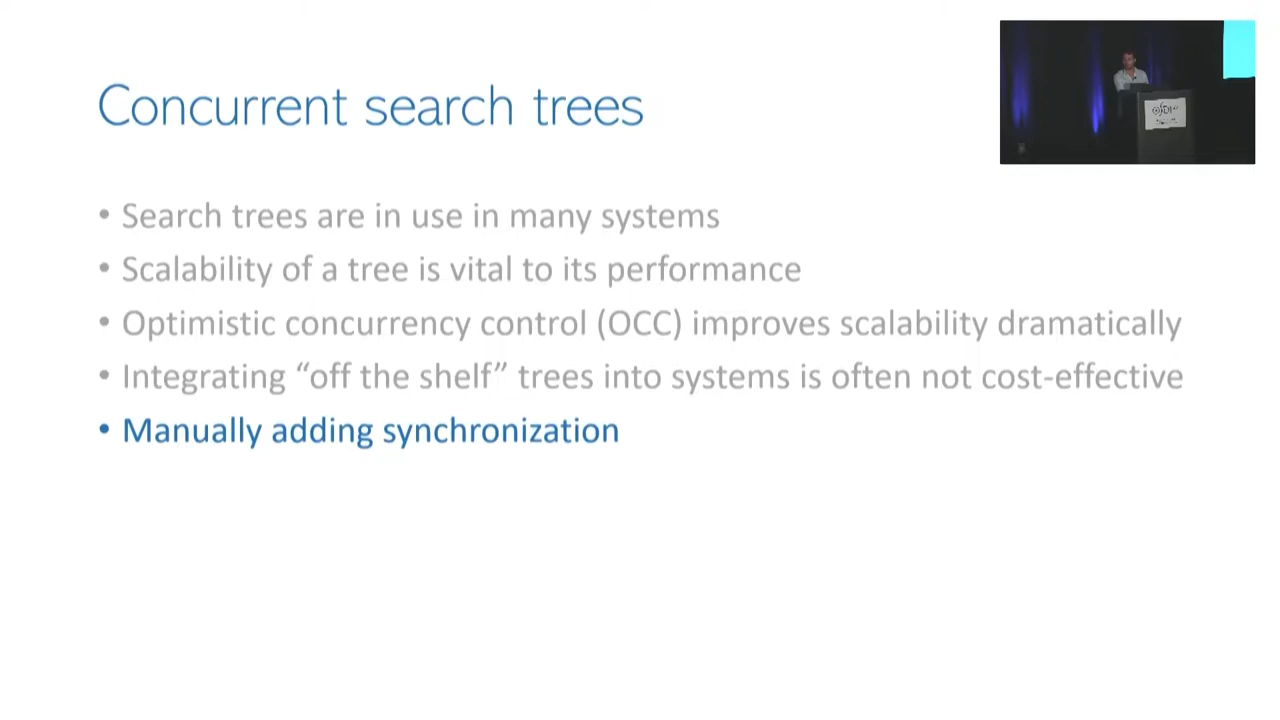 Concurrent search trees
• Search trees are in use in many systems
• Scalability of a tree is vital to its performance
• Optimistic concurrency control (OCC) improves scalability dramatically
• Integrating “off the shelf” trees into systems is often not cost-effective
• Manually adding synchronization